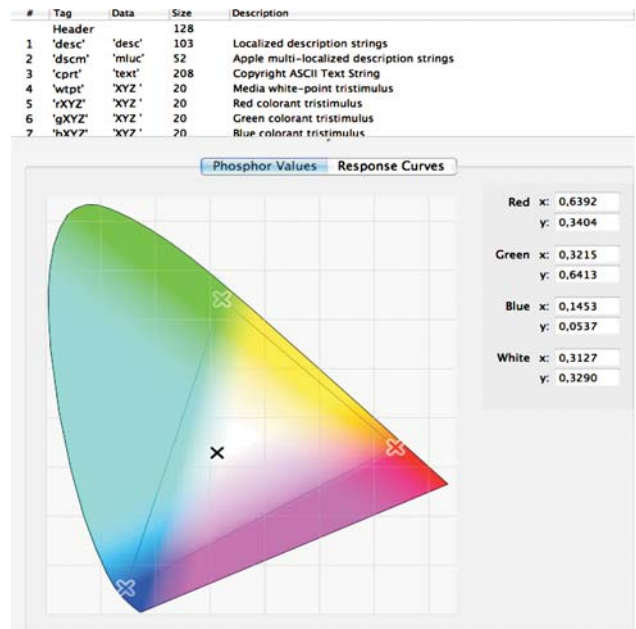 # Tag Data Size Description
Header 128
1 'desc' 'desc' 103 Localized description strings
2 'dscm' 'mluc' 52 Apple multi-localized description strings
3 'cprt' 'text' 208 Copyright ASCII Text String
4 'wtpt' 'XYZ ' 20 Media white-point tristimulus
5 'rXYZ' 'XYZ ' 20 Red colorant tristimulus
6 'gXYZ' 'XYZ ' 20 Green colorant tristimulus
7 'bXYZ' 'XYZ ' 20 Blue colorant tristimulus
Phosphor Values Response Curves
Red x: 0,6392
y: 0,3404
Green x: 0,3215
y: 0,6413
Blue x: 0,1453
y: 0,0537
White x: 0,3127
y: 0,3290